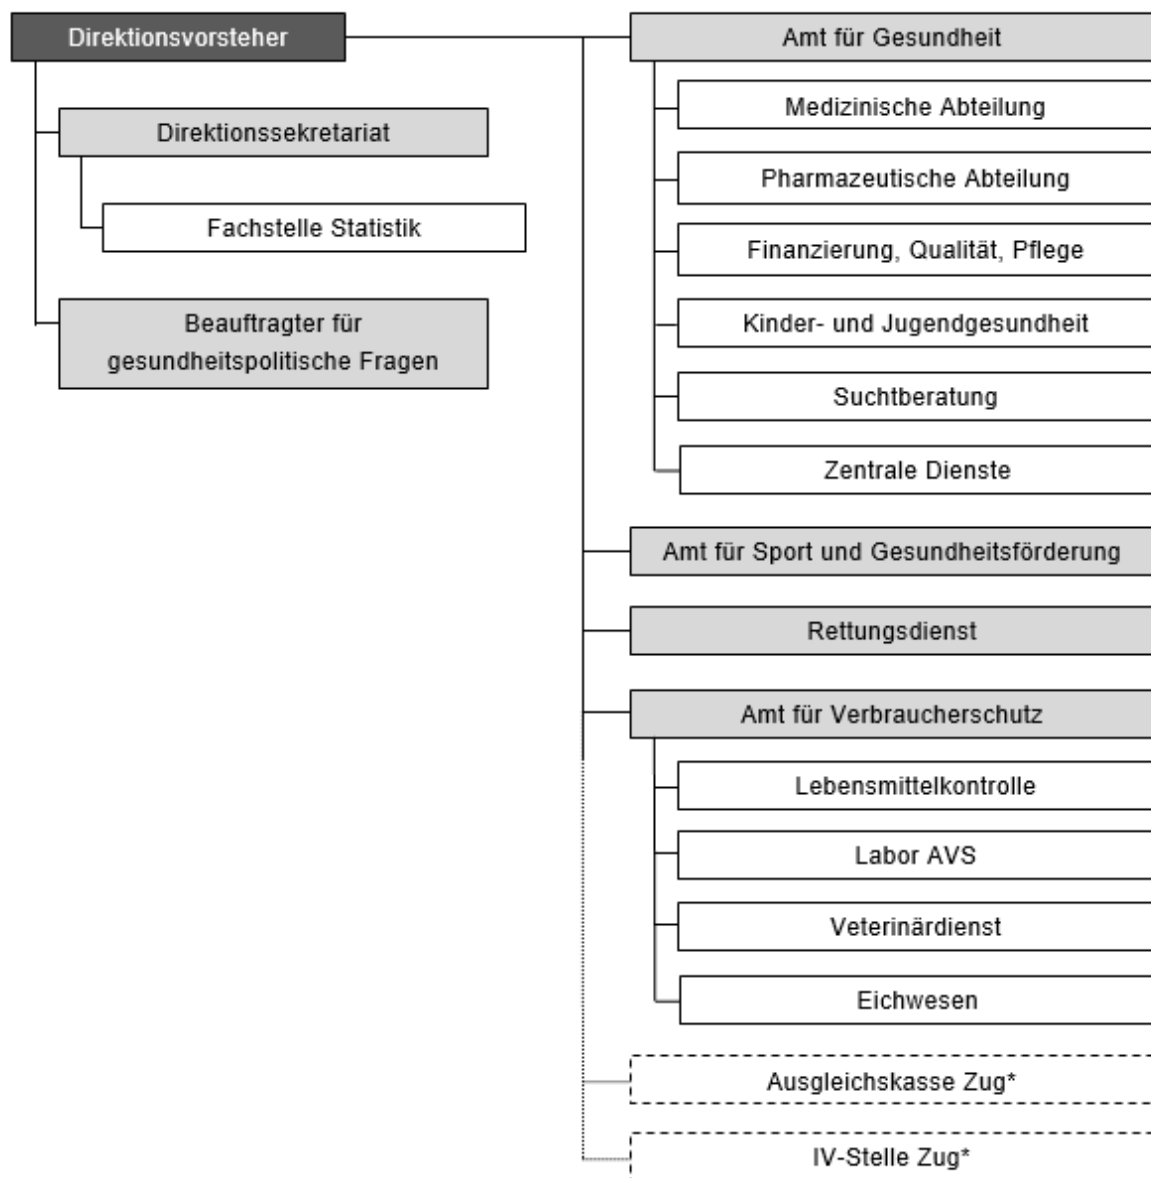 Direktionsvorsteher
Direktionssekretariat
Fachstelle Statistik
Beauftragter für
gesundheitspolitische Fragen
Amt für Gesundheit
Medizinische Abteilung
Pharmazeutische Abteilung
Finanzierung, Qualität, Pflege
Kinder- und Jugendgesundheit
Suchtberatung
Zentrale Dienste
Amt für Sport und Gesundheitsförderung
Rettungsdienst
Amt für Verbraucherschutz
Lebensmittelkontrolle
Labor AVS
Veterinärdienst
Eichwesen
Ausgleichskasse Zug*
IV-Stelle Zug*